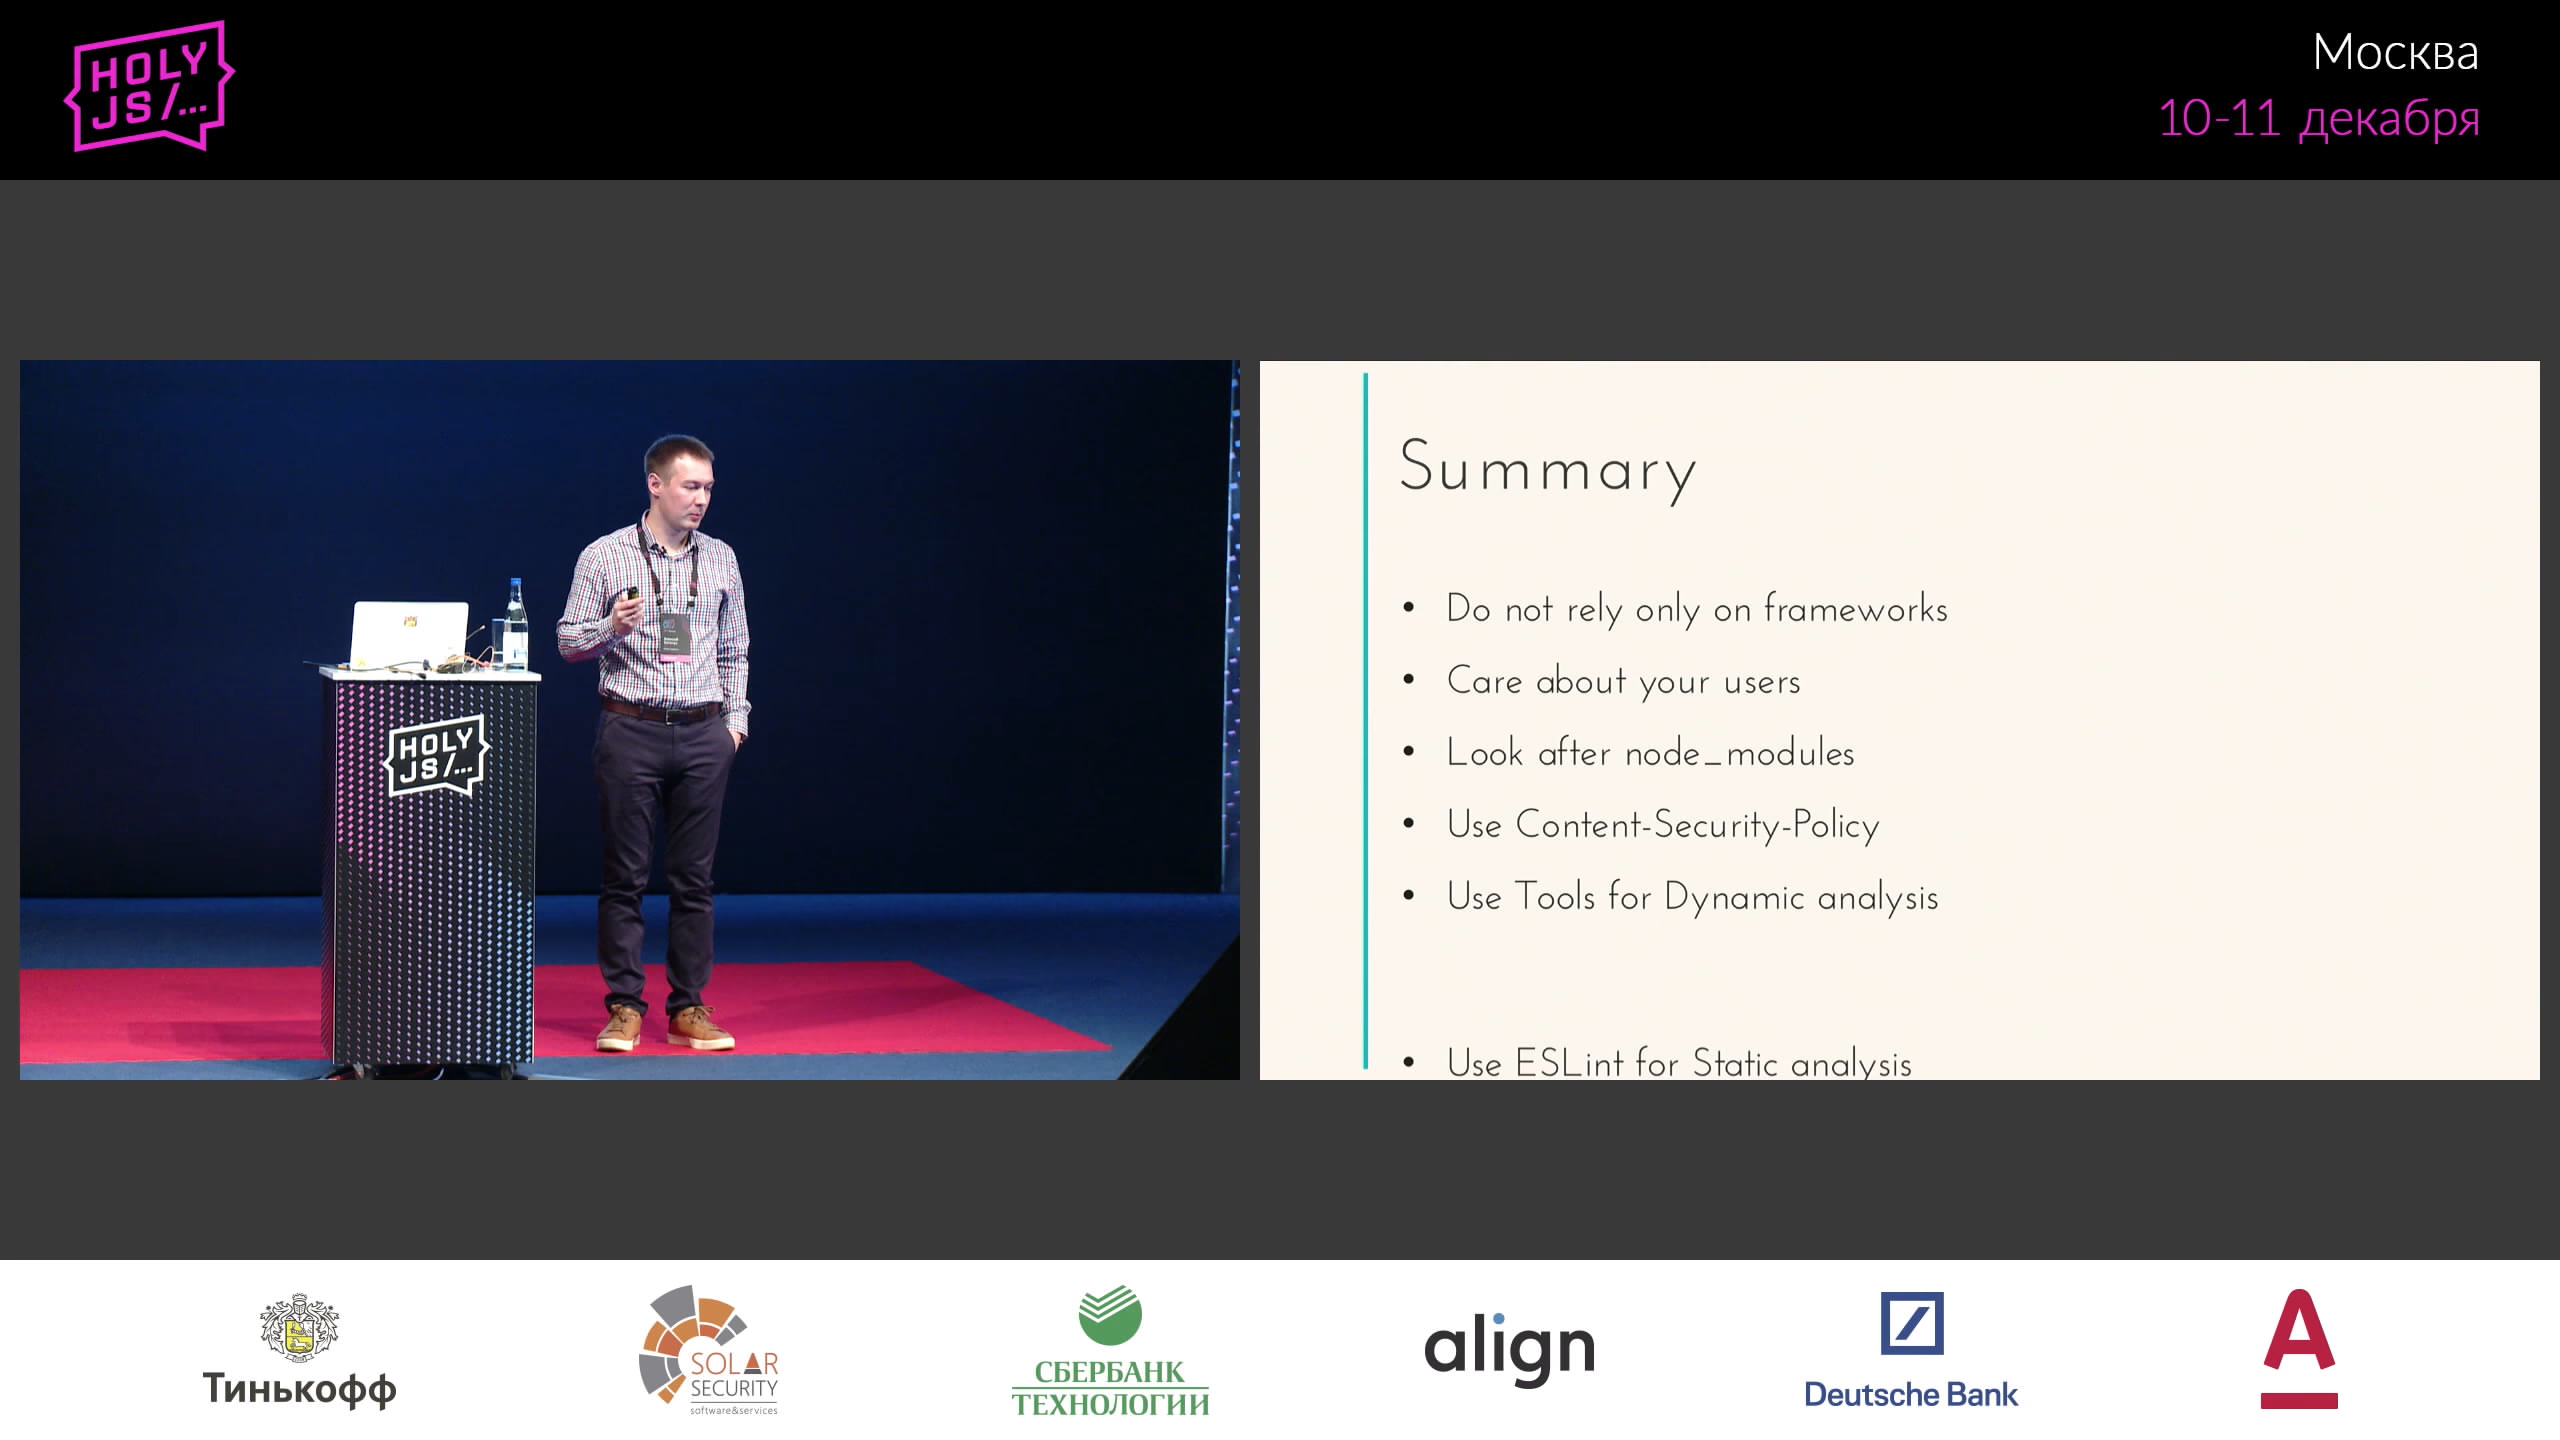 HOLY
JS/...
Москва
10-11 декабря
HOLY
JS/...
Summary
• Do not rely only on frameworks
• Care about your users
• Look after node_modules
• Use Content-Security-Policy
• Use Tools for Dynamic analysis
• Use ESLint for Static analysis
Тинькофф
SOLAR
SECURITY
software&services
СБЕРБАНК
ТЕХНОЛОГИИ
align
Deutsche Bank
А